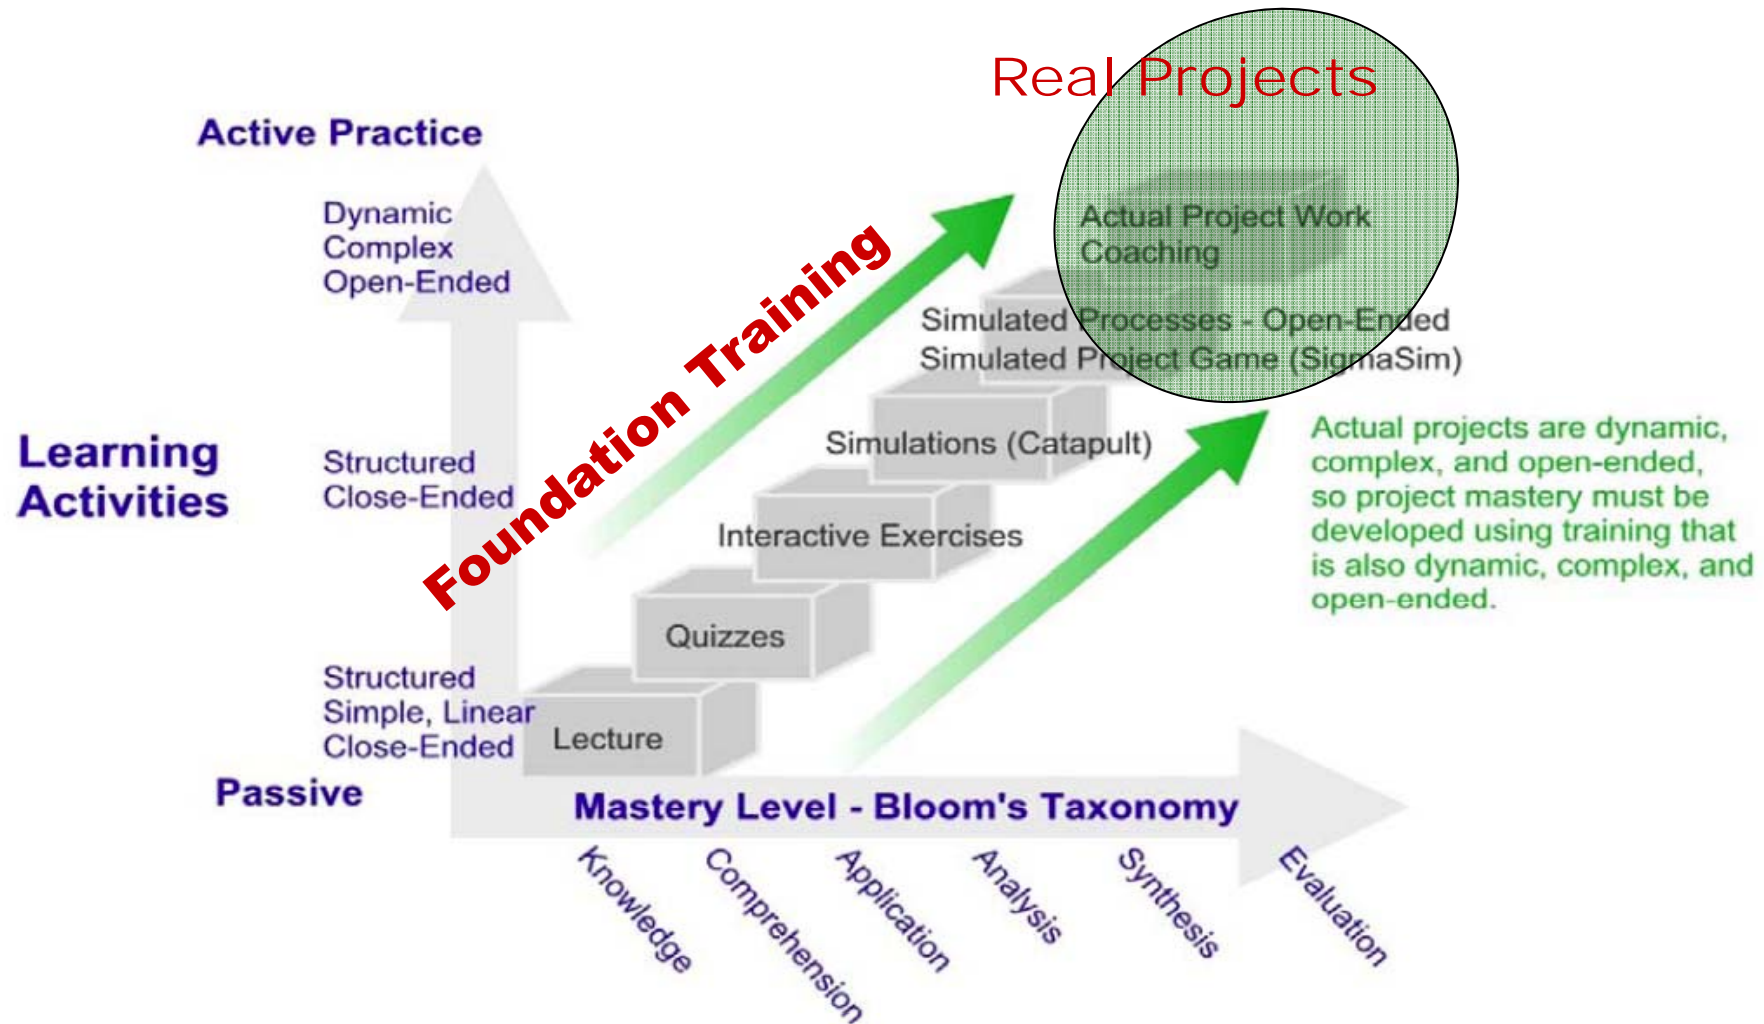 Real Projects
Active Practice
Dynamic
Complex
Open-Ended
Foundation Training
Actual Project Work
Coaching
Simulated Processes - Open-Ended
Simulated Project Game (SigmaSim)
Learning
Activities
Structured
Close-Ended
Simulations (Catapult)
Actual projects are dynamic,
complex, and open-ended,
so project mastery must be
developed using training that
is also dynamic, complex, and
open-ended.
Interactive Exercises
Quizzes
Structured
Simple, Linear
Close-Ended
Lecture
Passive
Mastery Level - Bloom's Taxonomy
Knowledge
Comprehension
Application
Analysis
Synthesis
Evaluation